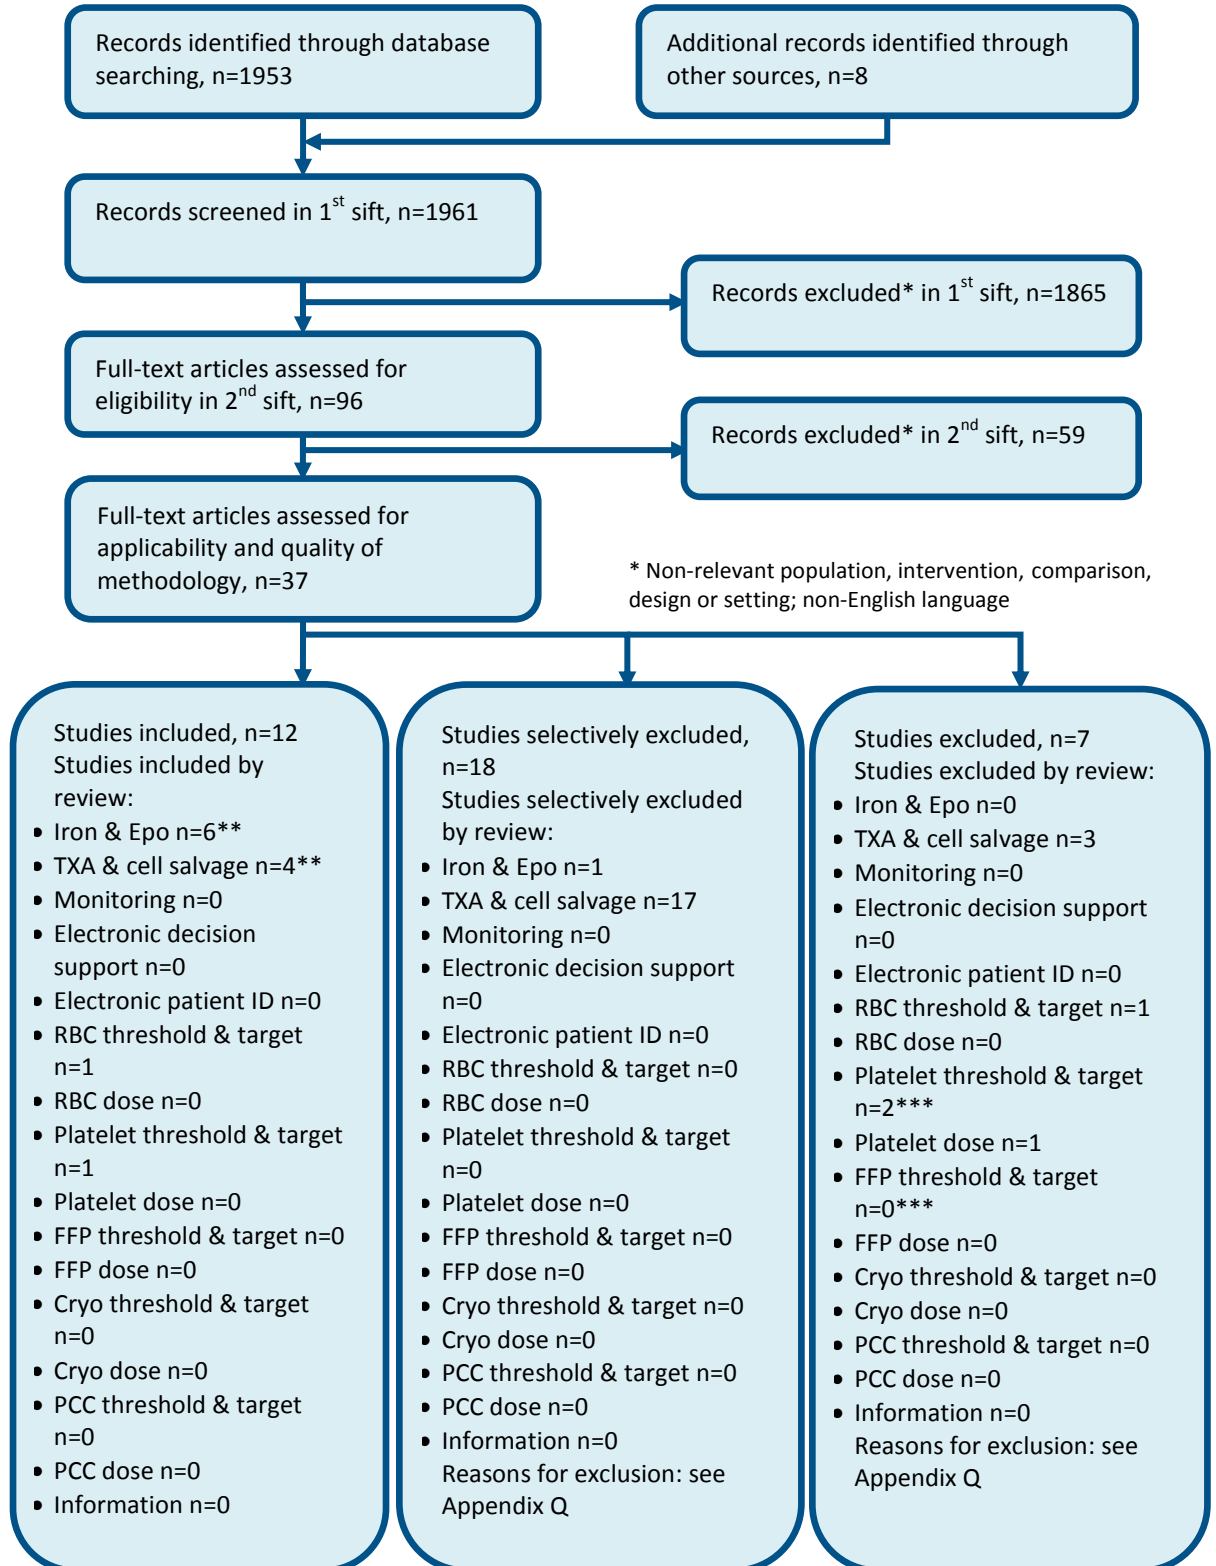 Records identified through database
searching, n=1953
Additional records identified through
other sources, n=8
Records screened in 1st sift, n=1961
Records excluded* in 1st sift, n=1865
Full-text articles assessed for
eligibility in 2nd sift, n=96
Records excluded* in 2nd sift, n=59
Full-text articles assessed for
applicability and quality of
methodology, n=37
* Non-relevant population, intervention, comparison,
design or setting; non-English language
Studies included, n=12
Studies included by
review:
• Iron & Epo n=6**
• TXA & cell salvage n=4**
• Monitoring n=0
• Electronic decision
support n=0
• Electronic patient ID n=0
• RBC threshold & target
n=1
• RBC dose n=0
• Platelet threshold & target
n=1
• Platelet dose n=0
• FFP threshold & target n=0
• FFP dose n=0
• Cryo threshold & target
n=0
• Cryo dose n=0
• PCC threshold & target
n=0
• PCC dose n=0
• Information n=0
Studies selectively excluded,
n=18
Studies selectively excluded
by review:
• Iron & Epo n=1
• TXA & cell salvage n=17
• Monitoring n=0
• Electronic decision support
n=0
• Electronic patient ID n=0
• RBC threshold & target n=0
• RBC dose n=0
• Platelet threshold & target
n=0
• Platelet dose n=0
• FFP threshold & target n=0
• FFP dose n=0
• Cryo threshold & target n=0
• Cryo dose n=0
• PCC threshold & target n=0
• PCC dose n=0
• Information n=0
Reasons for exclusion: see
Appendix Q
Studies excluded, n=7
Studies excluded by review:
• Iron & Epo n=0
• TXA & cell salvage n=3
• Monitoring n=0
• Electronic decision support
n=0
• Electronic patient ID n=0
• RBC threshold & target n=1
• RBC dose n=0
• Platelet threshold & target
n=2***
• Platelet dose n=1
• FFP threshold & target
n=0***
• FFP dose n=0
• Cryo threshold & target n=0
• Cryo dose n=0
• PCC threshold & target n=0
• PCC dose n=0
• Information n=0
Reasons for exclusion: see
Appendix Q